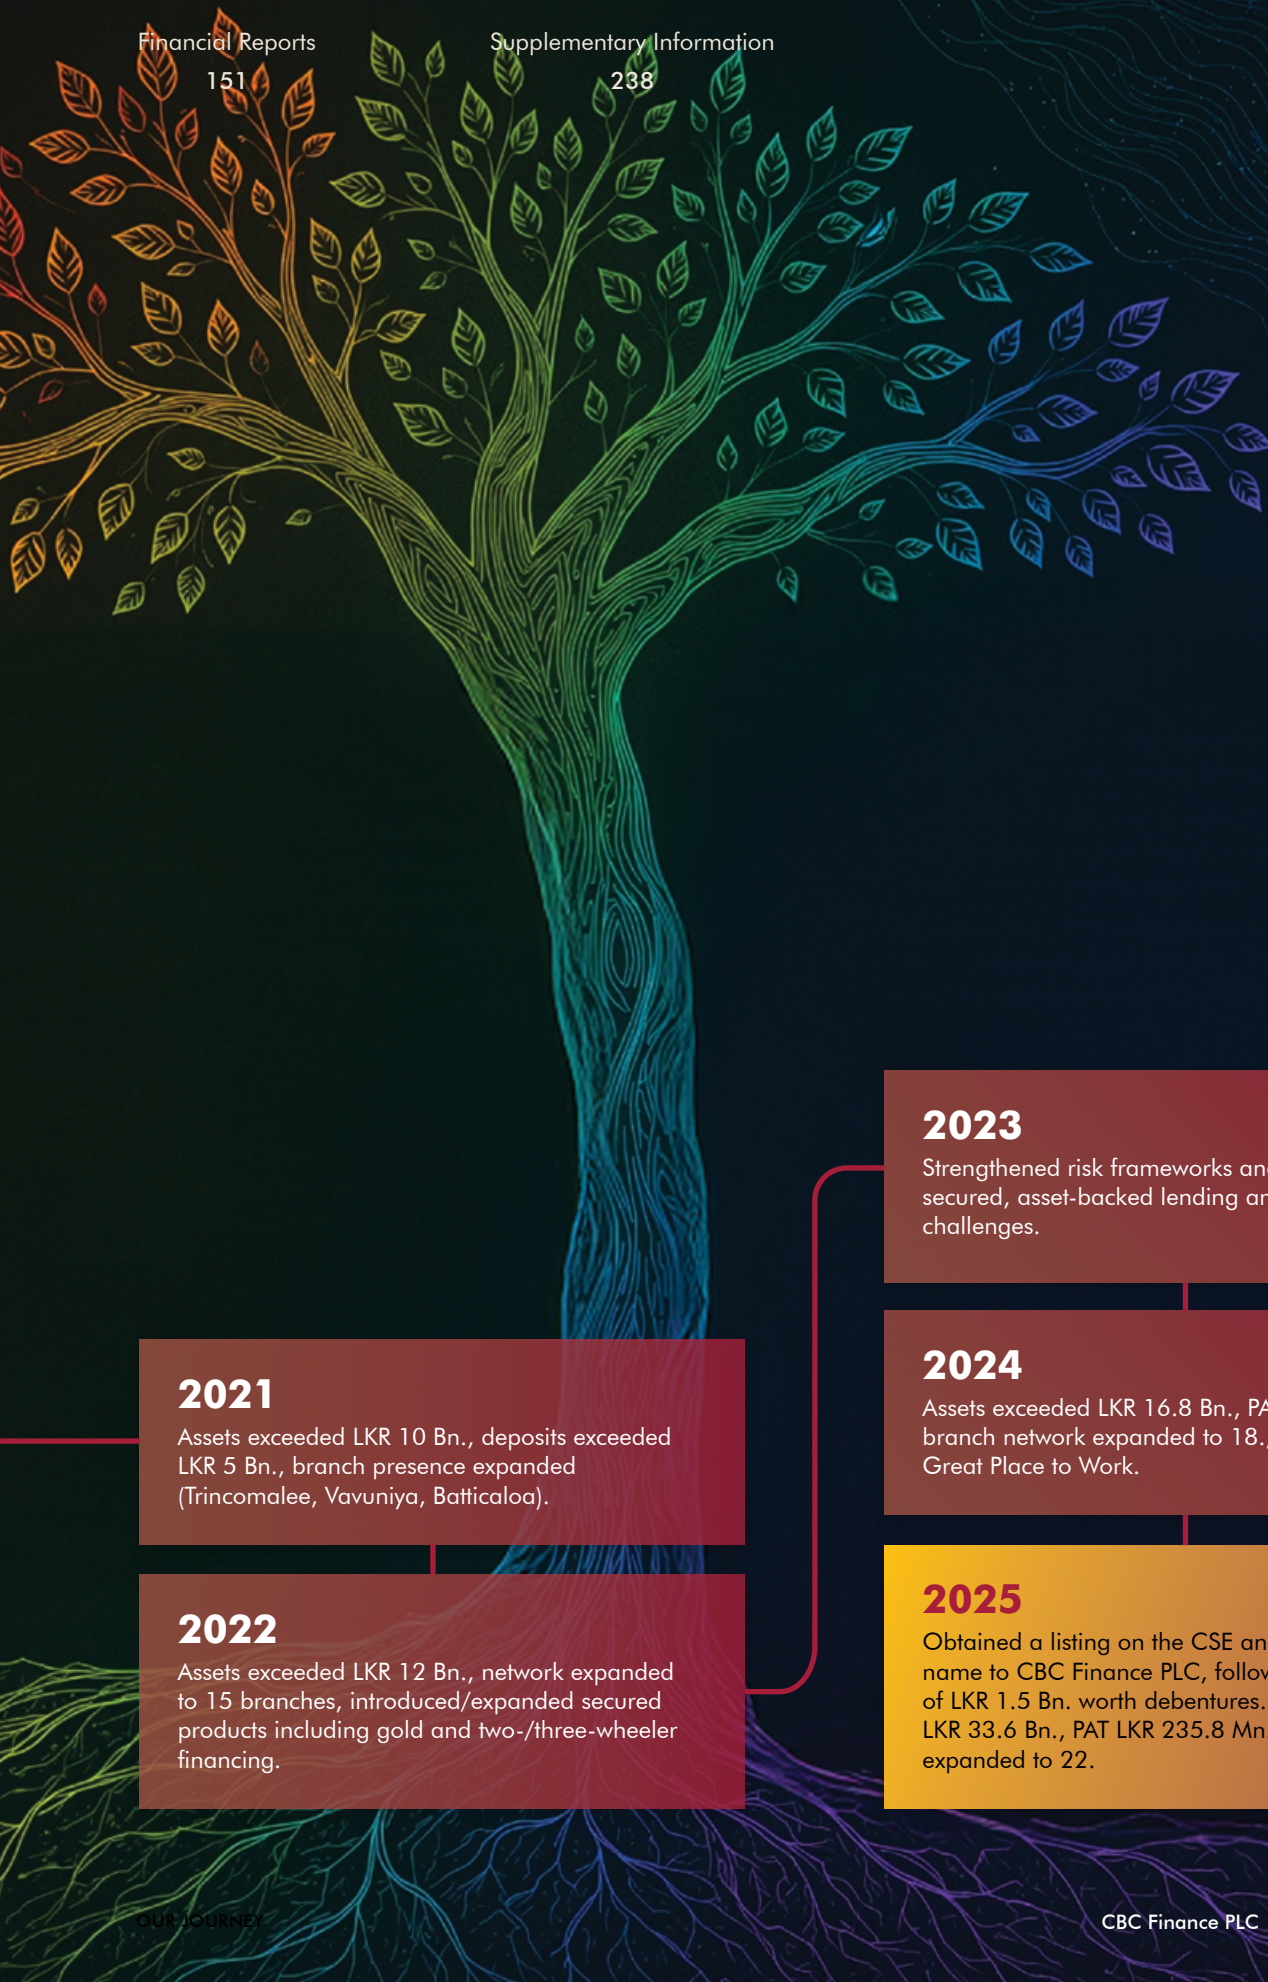 Financial Reports
151
Supplementary Information
238
2021
Assets exceeded LKR 10 Bn., deposits exceeded
LKR 5 Bn., branch presence expanded
(Trincomalee, Vavuniya, Batticaloa).
2022
Assets exceeded LKR 12 Bn., network expanded
to 15 branches, introduced/expanded secured
products including gold and two-/three-wheeler
financing.
2023
Strengthened risk frameworks
secured, asset-backed lending
challenges.
2024
Assets exceeded LKR 16.8 Bn.,
branch network expanded to 18.,
Great Place to Work.
2025
Obtained a listing on the CSE
name to CBC Finance PLC,
of LKR 1.5 Bn. worth debentures.
LKR 33.6 Bn., PAT LKR 235.8 Mn.
expanded to 22.
OUR JOURNEY
CBC Finance PLC